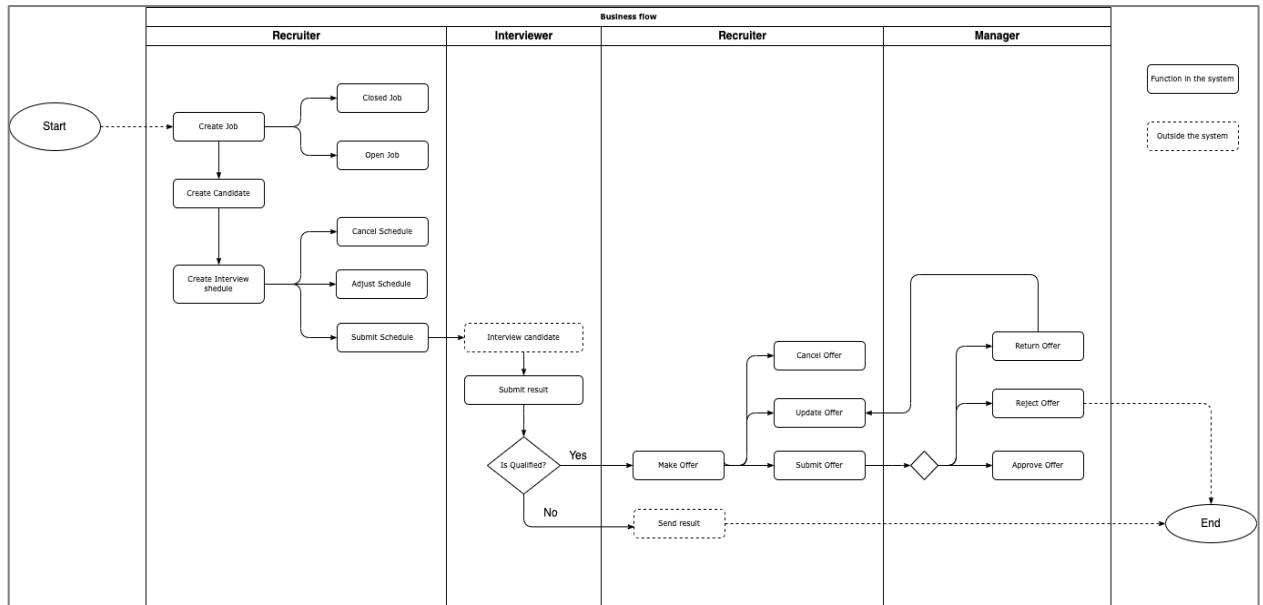 Business flow
Recruiter
Interviewer
Recruiter
Manager
Function in the system
Outside the system
Start
Create Job
Closed Job
Open Job
Create Candidate
Create Interview
shedule
Cancel Schedule
Adjust Schedule
Submit Schedule
Interview candidate
Submit result
Is Qualified?
Yes
No
Make Offer
Cancel Offer
Update Offer
Submit Offer
Send result
Return Offer
Reject Offer
Approve Offer
End